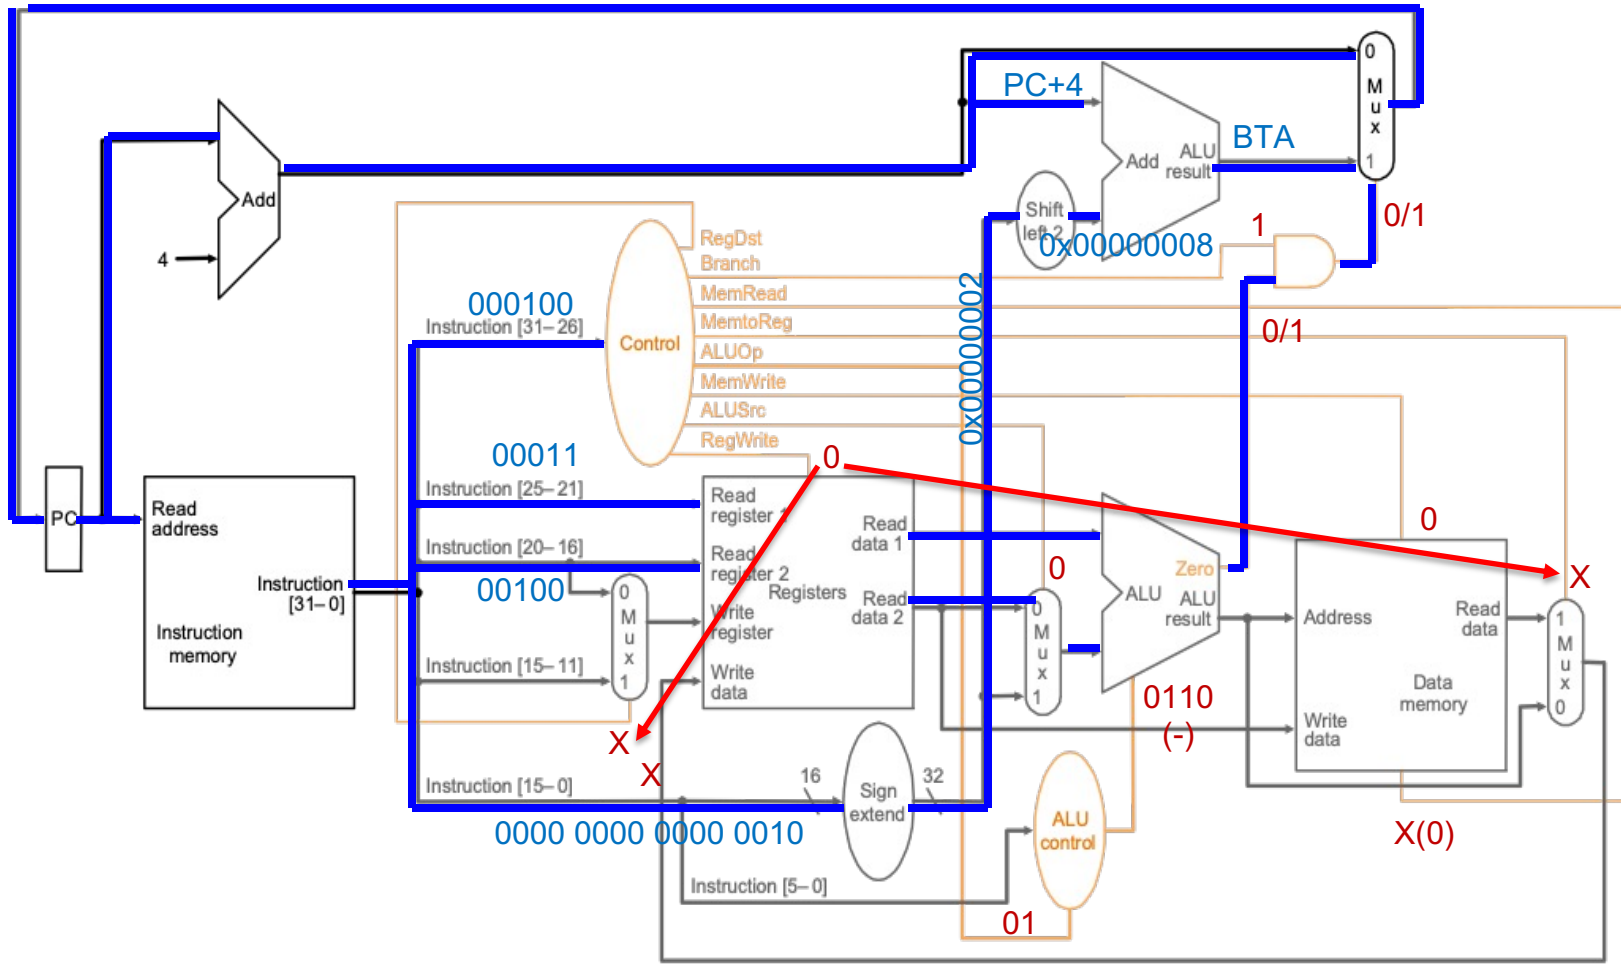 0
M
u
x
1
PC+4
BTA
Add
ALU
result
Add
4
Shift
left 2
0x00000008
1
0/1
0/1
RegDst
Branch
MemRead
MemtoReg
ALUOp
MemWrite
ALUSrc
RegWrite
Control
000100
Instruction [31–26]
0x00000002
00011
Instruction [25–21]
Instruction [20–16]
00100
Instruction [15–11]
Instruction [15–0]
0000 0000 0000 0010
Instruction [5–0]
PC
Read
address
Instruction
[31–0]
Instruction
memory
0
M
u
x
1
X
X
0
Read
register 1
Read
register 2
Write
register
Write
data
Registers
Read
data 1
Read
data 2
0
0
M
u
x
1
Zero
ALU
ALU
result
0110
(-)
16
Sign
extend
32
ALU
control
01
0
Address
Read
data
Data
memory
Write
data
X(0)
X
1
M
u
x
0